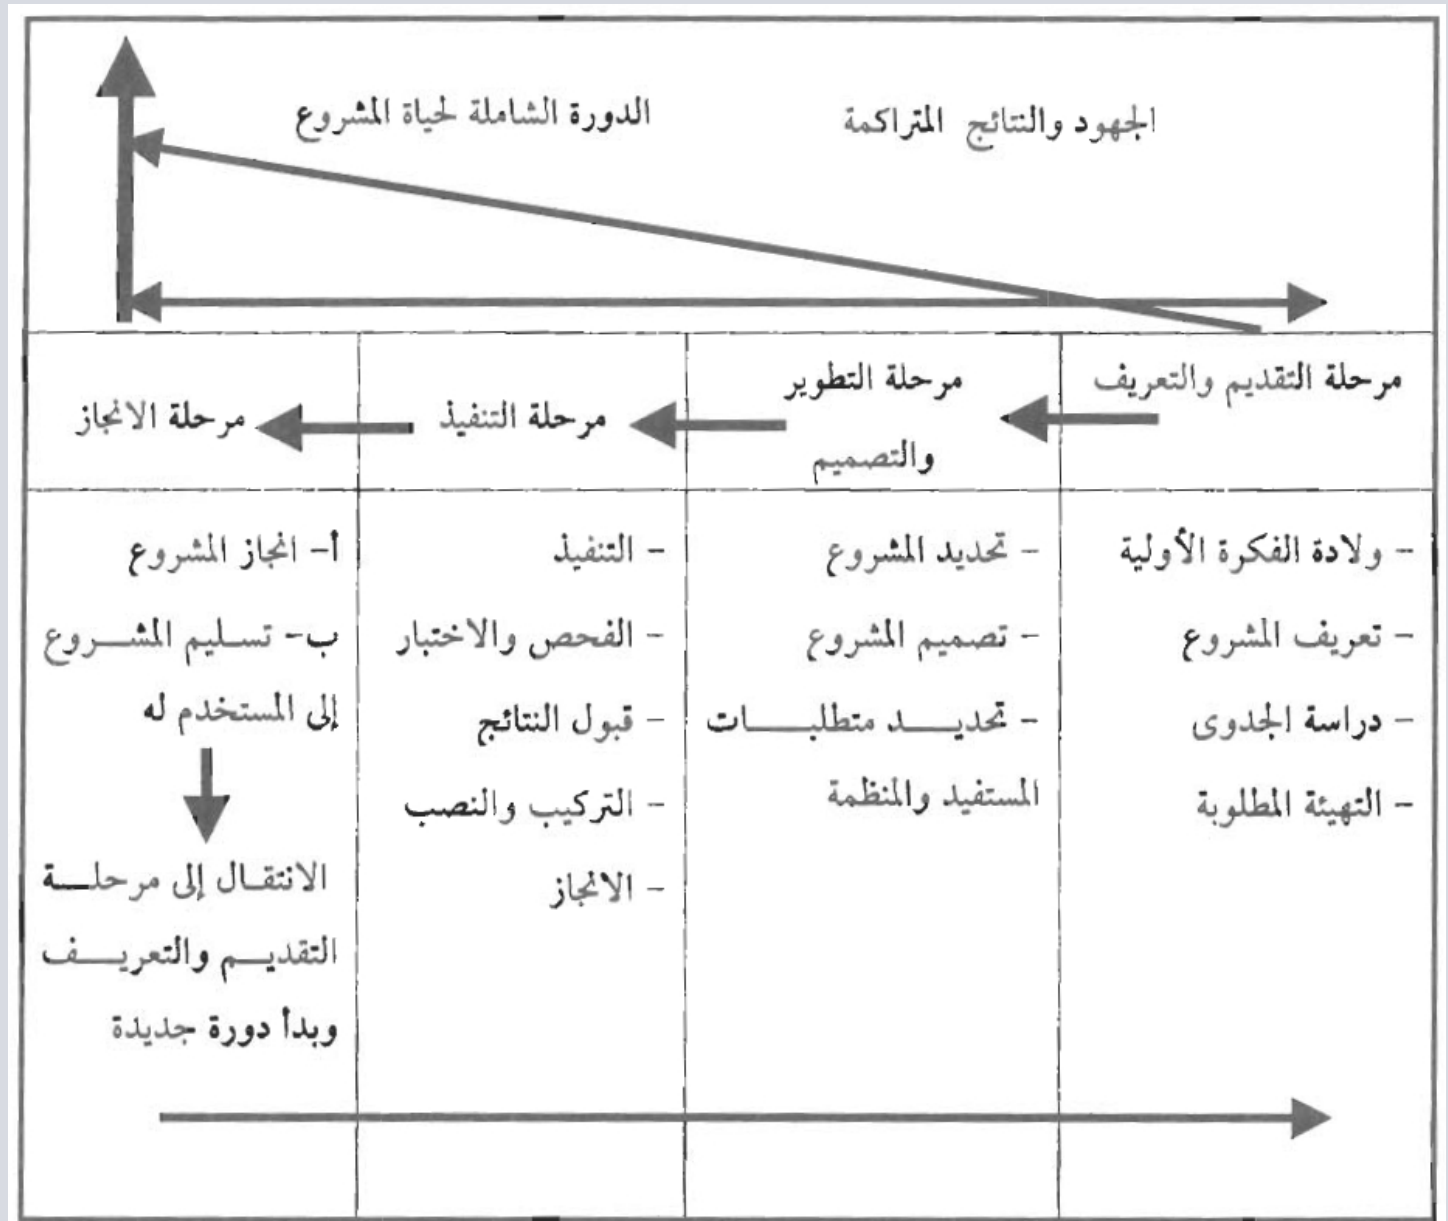 الجهود والنتائج المتراكمة
الدورة الشاملة لحياة المشروع
مرحلة التقديم والتعريف
مرحلة التطوير
والتصميم
مرحلة التنفيذ
مرحلة الانجاز
- ولادة الفكرة الأولية
- تعريف المشروع
- دراسة الجدوى
- التهيئة المطلوبة
- تحديد المشروع
- تصميم المشروع
- تحديد متطلبات
المستفيد والمنظمة
- التنفيذ
- الفحص والاختبار
- قبول النتائج
- التركيب والنصب
- الانجاز
أ- انجاز المشروع
ب- تسليم المشروع
إلى المستخدم له
الانتقال إلى مرحلة
التقديم والتعريف
وبدأ دورة جديدة